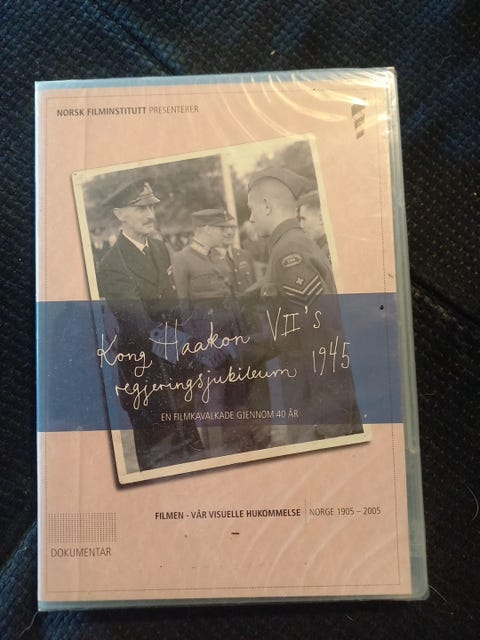 NORSK FILMINSTITUTT PRESENTERER
Kong Haakon VII's
regjeringsjubileum 1945
EN FILMKAVALKADE GJENNOM 40 ÅR
FILMEN - VÅR VISUELLE HUKOMMELSE | NORGE 1905 – 2005
DOKUMENTAR